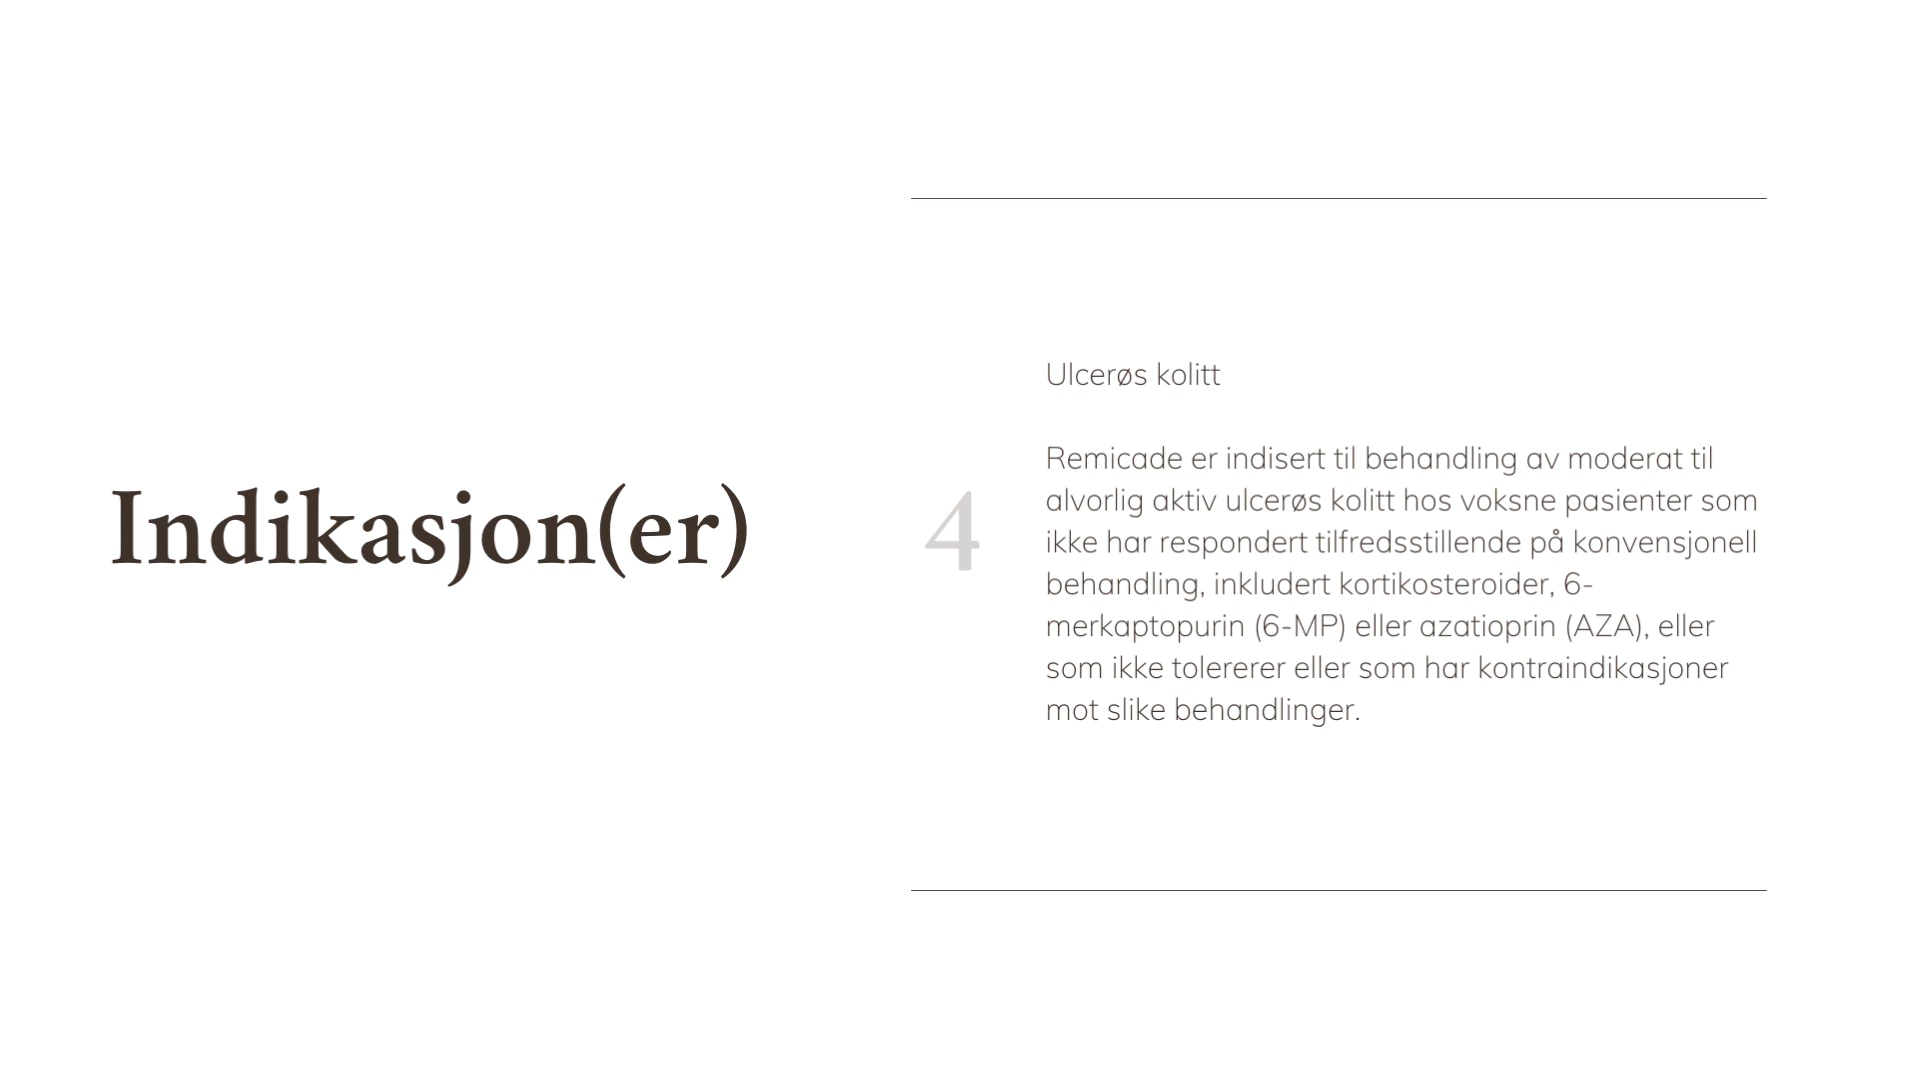 Indikasjon(er)
4
Ulcerøs kolitt
Remicade er indisert til behandling av moderat til
alvorlig aktiv ulcerøs kolitt hos voksne pasienter som
ikke har respondert tilfredsstillende på konvensjonell
behandling, inkludert kortikosteroider, 6-
merkaptopurin (6-MP) eller azatioprin (AZA), eller
som ikke tolererer eller som har kontraindikasjoner
mot slike behandlinger.